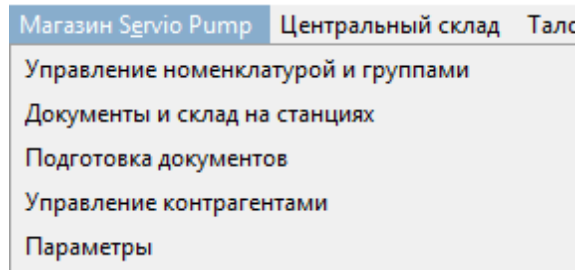 Магазин Servio Pump Центральный склад
Управление номенклатурой и группами
Документы и склад на станциях
Подготовка документов
Управление контрагентами
Параметры